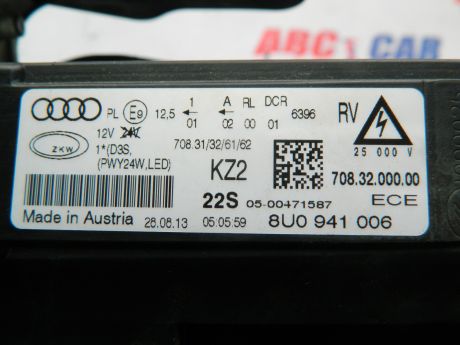 ABC CAR
PL E9 12,5 ← 1 ← A RL DCR 6396 RV
01 02 00 01
ZKW 12V 24V 708.31/32/61/62 25 000 V
1*(D3S,
(PWY24W,LED) KZ2 708.32.000.00
22S 05-00471587 ECE
Made in Austria 26.06.13 05:05:59 8U0 941 006